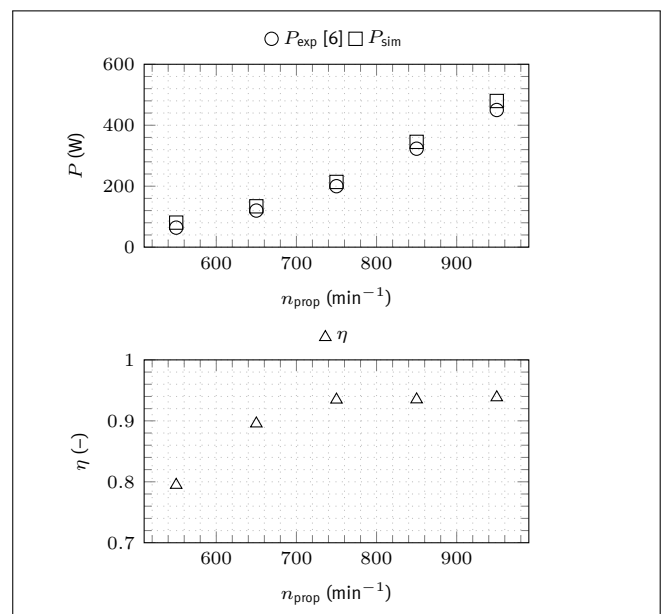 P_exp [6] P_sim
600
400
200
0
P (W)
600 700 800 900
n_prop (min⁻¹)
η
1
0.9
0.8
0.7
η (–)
600 700 800 900
n_prop (min⁻¹)